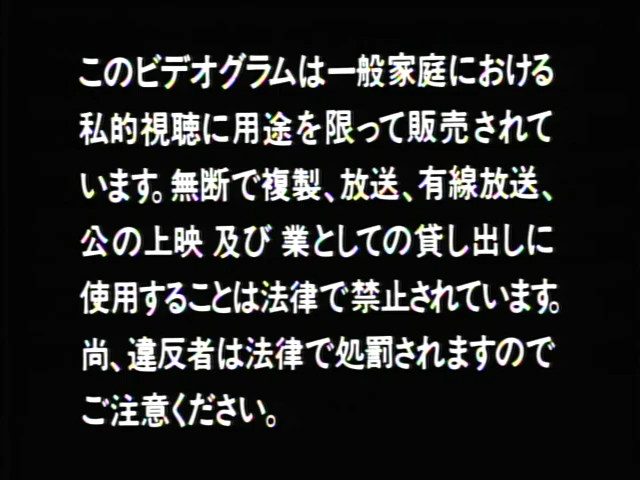 このビデオグラムは一般家庭における
私的視聴に用途を限って販売されて
います。無断で複製、放送、有線放送、
公の上映 及び 業としての貸し出しに
使用することは法律で禁止されています。
尚、違反者は法律で処罰されますので
ご注意ください。